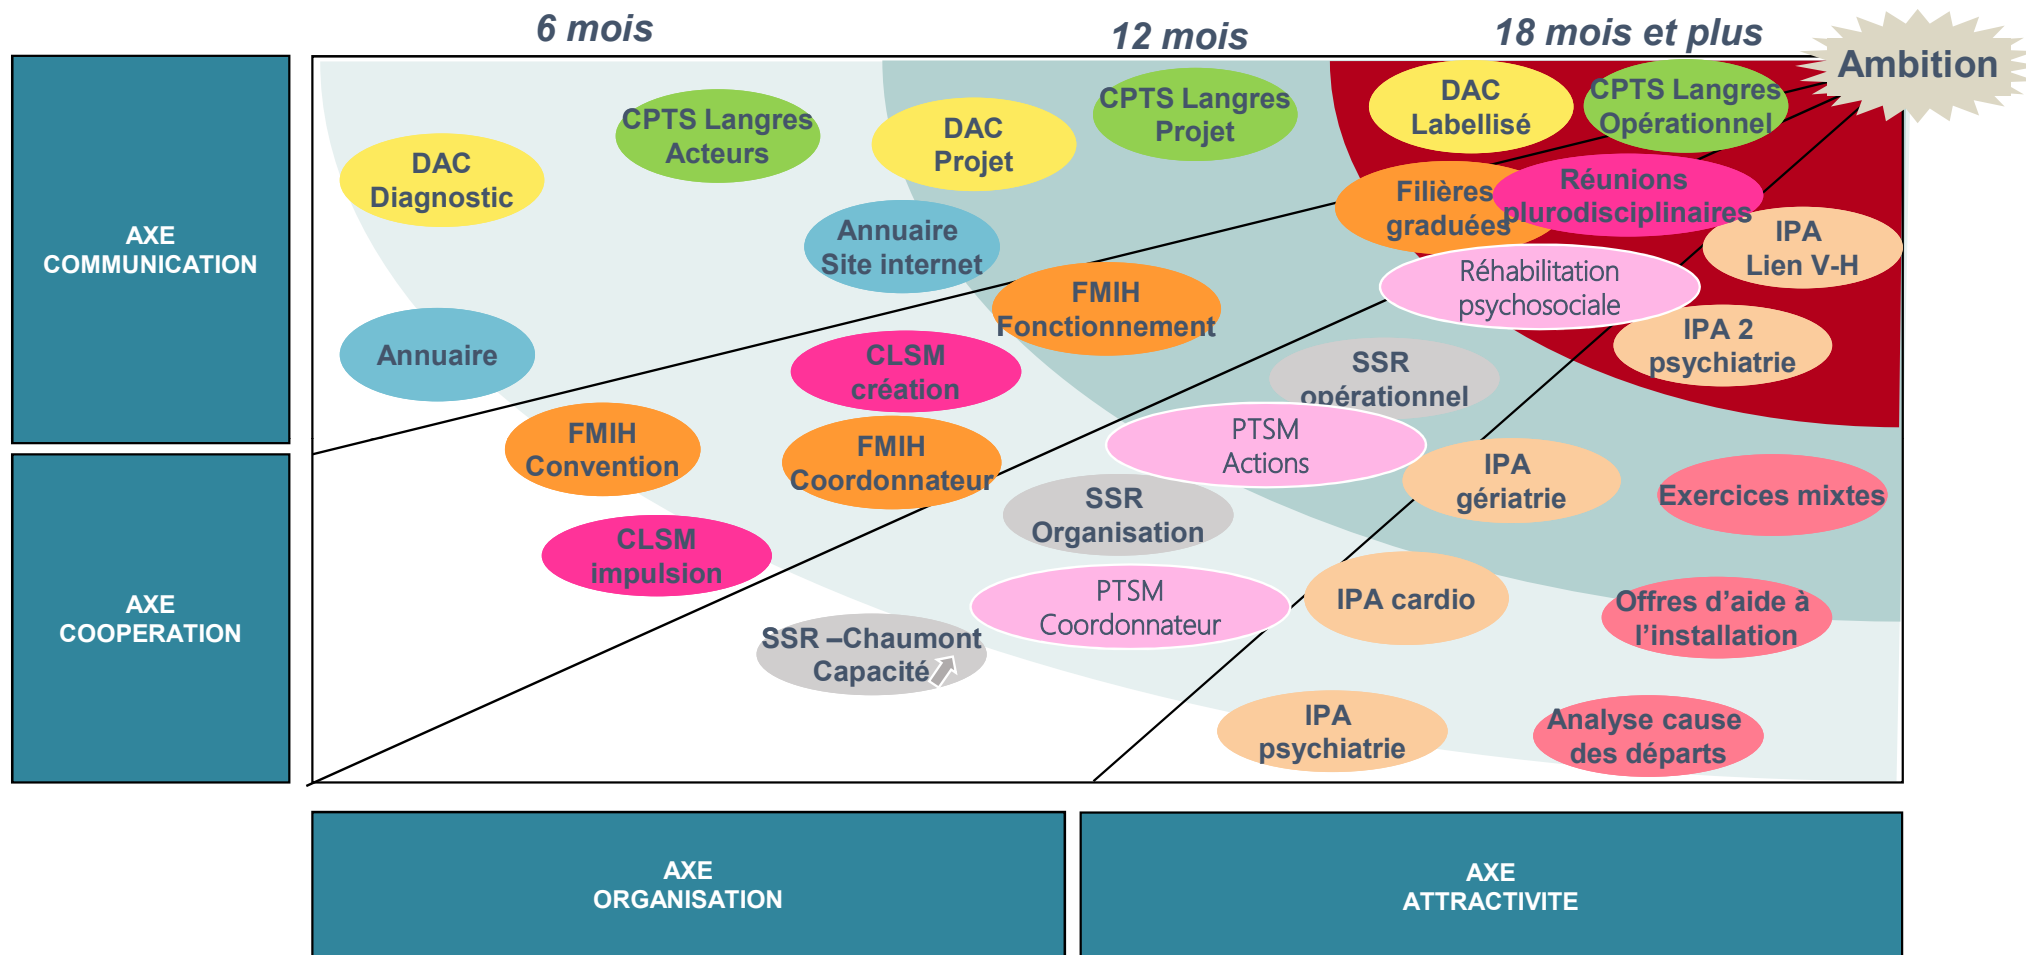 6 mois
12 mois
18 mois et plus
Ambition
AXE
COMMUNICATION
AXE
COOPERATION
DAC
Diagnostic
CPTS Langres
Acteurs
DAC
Projet
CPTS Langres
Projet
DAC
Labellisé
CPTS Langres
Opérationnel
Annuaire
Annuaire
Site internet
Filières
graduées
Réunions
plurodisciplinaires
IPA
Lien V-H
FMIH
Fonctionnement
Réhabilitation
psychosociale
IPA 2
psychiatrie
CLSM
création
SSR
opérationnel
FMIH
Convention
FMIH
Coordonnateur
PTSM
Actions
IPA
gériatrie
Exercices mixtes
SSR
Organisation
CLSM
impulsion
PTSM
Coordonnateur
IPA cardio
Offres d’aide à
l’installation
SSR –Chaumont
Capacité
IPA
psychiatrie
Analyse cause
des départs
AXE
ORGANISATION
AXE
ATTRACTIVITE